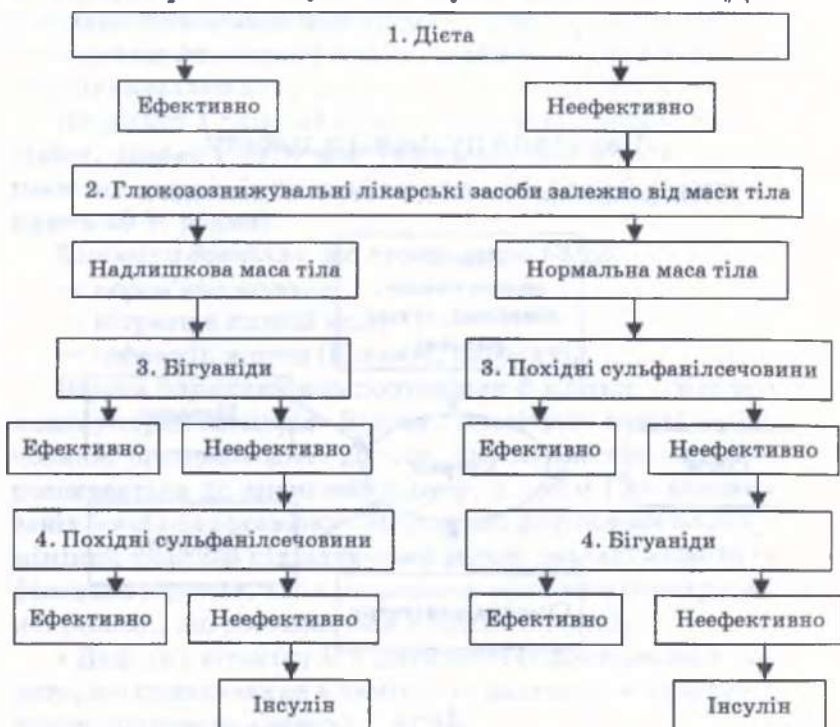 1. Дієта
Ефективно Неефективно
2. Глюкозознижувальні лікарські засоби залежно від маси тіла
Надлишкова маса тіла Нормальна маса тіла
3. Бігуаніди 3. Похідні сульфанілсечовини
Ефективно Неефективно Ефективно Неефективно
4. Похідні сульфанілсечовини 4. Бігуаніди
Ефективно Неефективно Ефективно Неефективно
Інсулін Інсулін